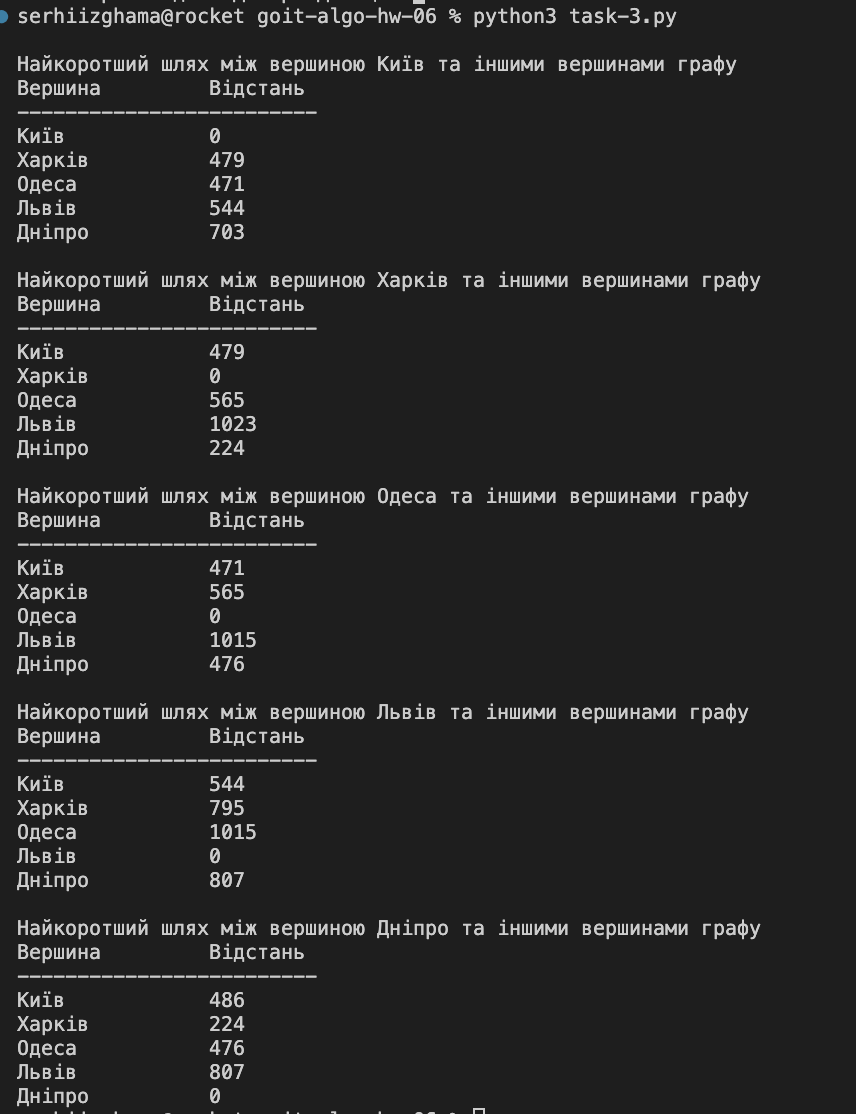 serhiizghama@rocket goit-algo-hw-06 % python3 task-3.py
Найкоротший шлях між вершиною Київ та іншими вершинами графу
Вершина Відстань
-------------------------
Київ 0
Харків 479
Одеса 471
Львів 544
Дніпро 703
Найкоротший шлях між вершиною Харків та іншими вершинами графу
Вершина Відстань
-------------------------
Київ 479
Харків 0
Одеса 565
Львів 1023
Дніпро 224
Найкоротший шлях між вершиною Одеса та іншими вершинами графу
Вершина Відстань
-------------------------
Київ 471
Харків 565
Одеса 0
Львів 1015
Дніпро 476
Найкоротший шлях між вершиною Львів та іншими вершинами графу
Вершина Відстань
-------------------------
Київ 544
Харків 795
Одеса 1015
Львів 0
Дніпро 807
Найкоротший шлях між вершиною Дніпро та іншими вершинами графу
Вершина Відстань
-------------------------
Київ 486
Харків 224
Одеса 476
Львів 807
Дніпро 0